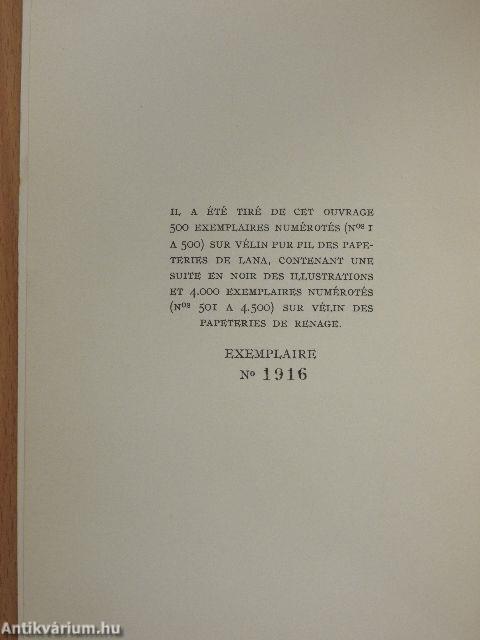 IL A ÉTÉ TIRÉ DE CET OUVRAGE
500 EXEMPLAIRES NUMÉROTÉS (Nos 1
A 500) SUR VÉLIN PUR FIL DES PAPE-
TERIES DE LANA, CONTENANT UNE
SUITE EN NOIR DES ILLUSTRATIONS
ET 4.000 EXEMPLAIRES NUMÉROTÉS
(Nos 501 A 4.500) SUR VÉLIN DES
PAPETERIES DE RENAGE.
EXEMPLAIRE
No 1916
Antikvárium.hu